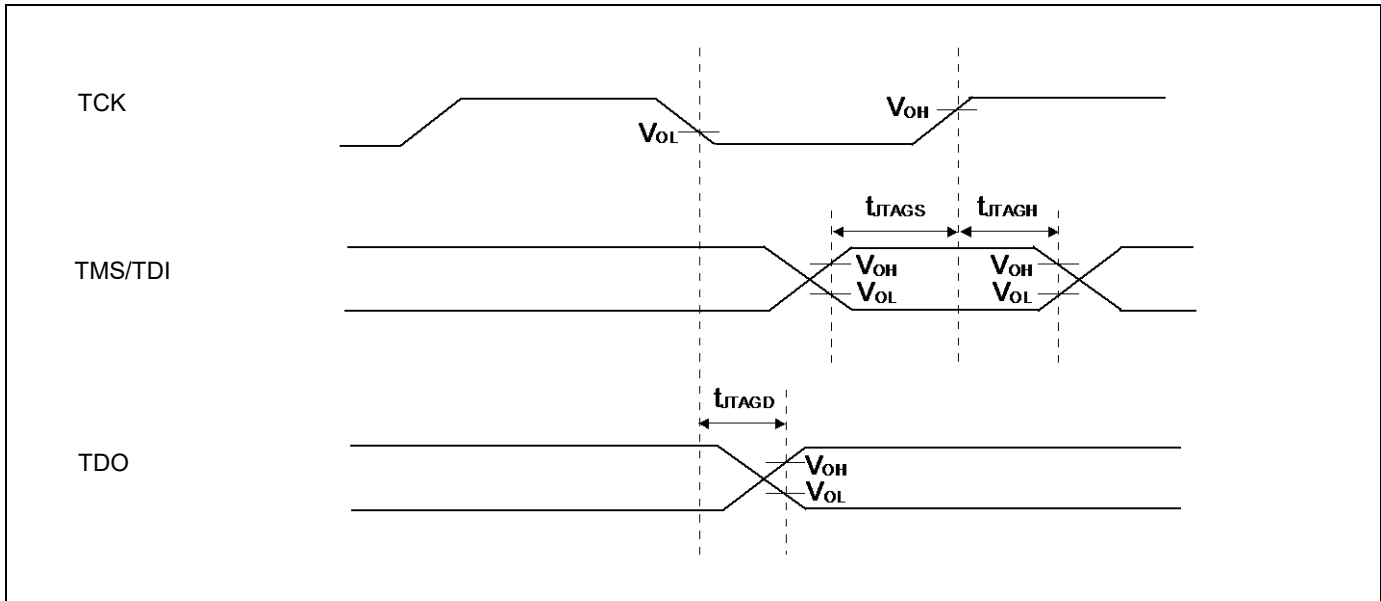 TCK
VOL
VOH
tJTAGS
tJTAGH
TMS/TDI
VOH
VOL
VOH
VOL
tJTAGD
TDO
VOH
VOL